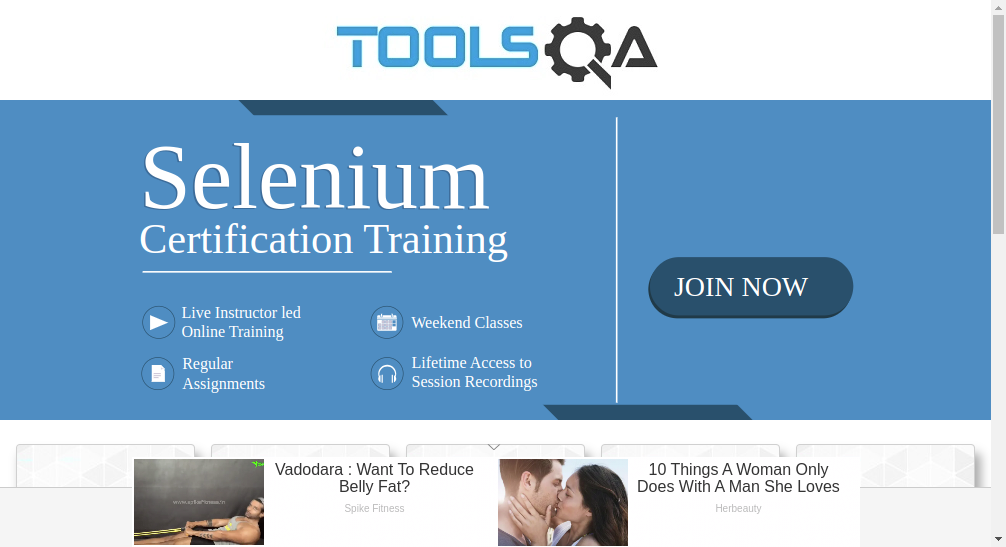 TOOLSQA
Selenium
Certification Training
JOIN NOW
Live Instructor led
Online Training
Weekend Classes
Regular
Assignments
Lifetime Access to
Session Recordings
Vadodara : Want To Reduce
Belly Fat?
Spike Fitness
10 Things A Woman Only
Does With A Man She Loves
Herbeauty